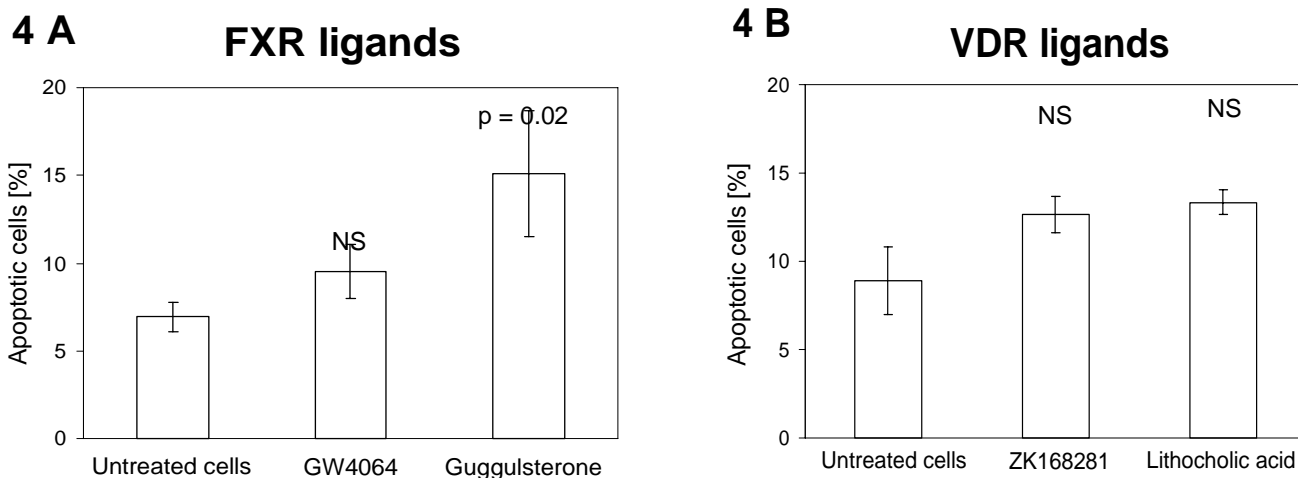 4 A
FXR ligands
Apoptotic cells [%]
20
15
10
5
0
NS
p = 0.02
Untreated cells
GW4064
Guggulsterone
4 B
VDR ligands
Apoptotic cells [%]
20
15
10
5
0
NS
NS
Untreated cells
ZK168281
Lithocholic acid